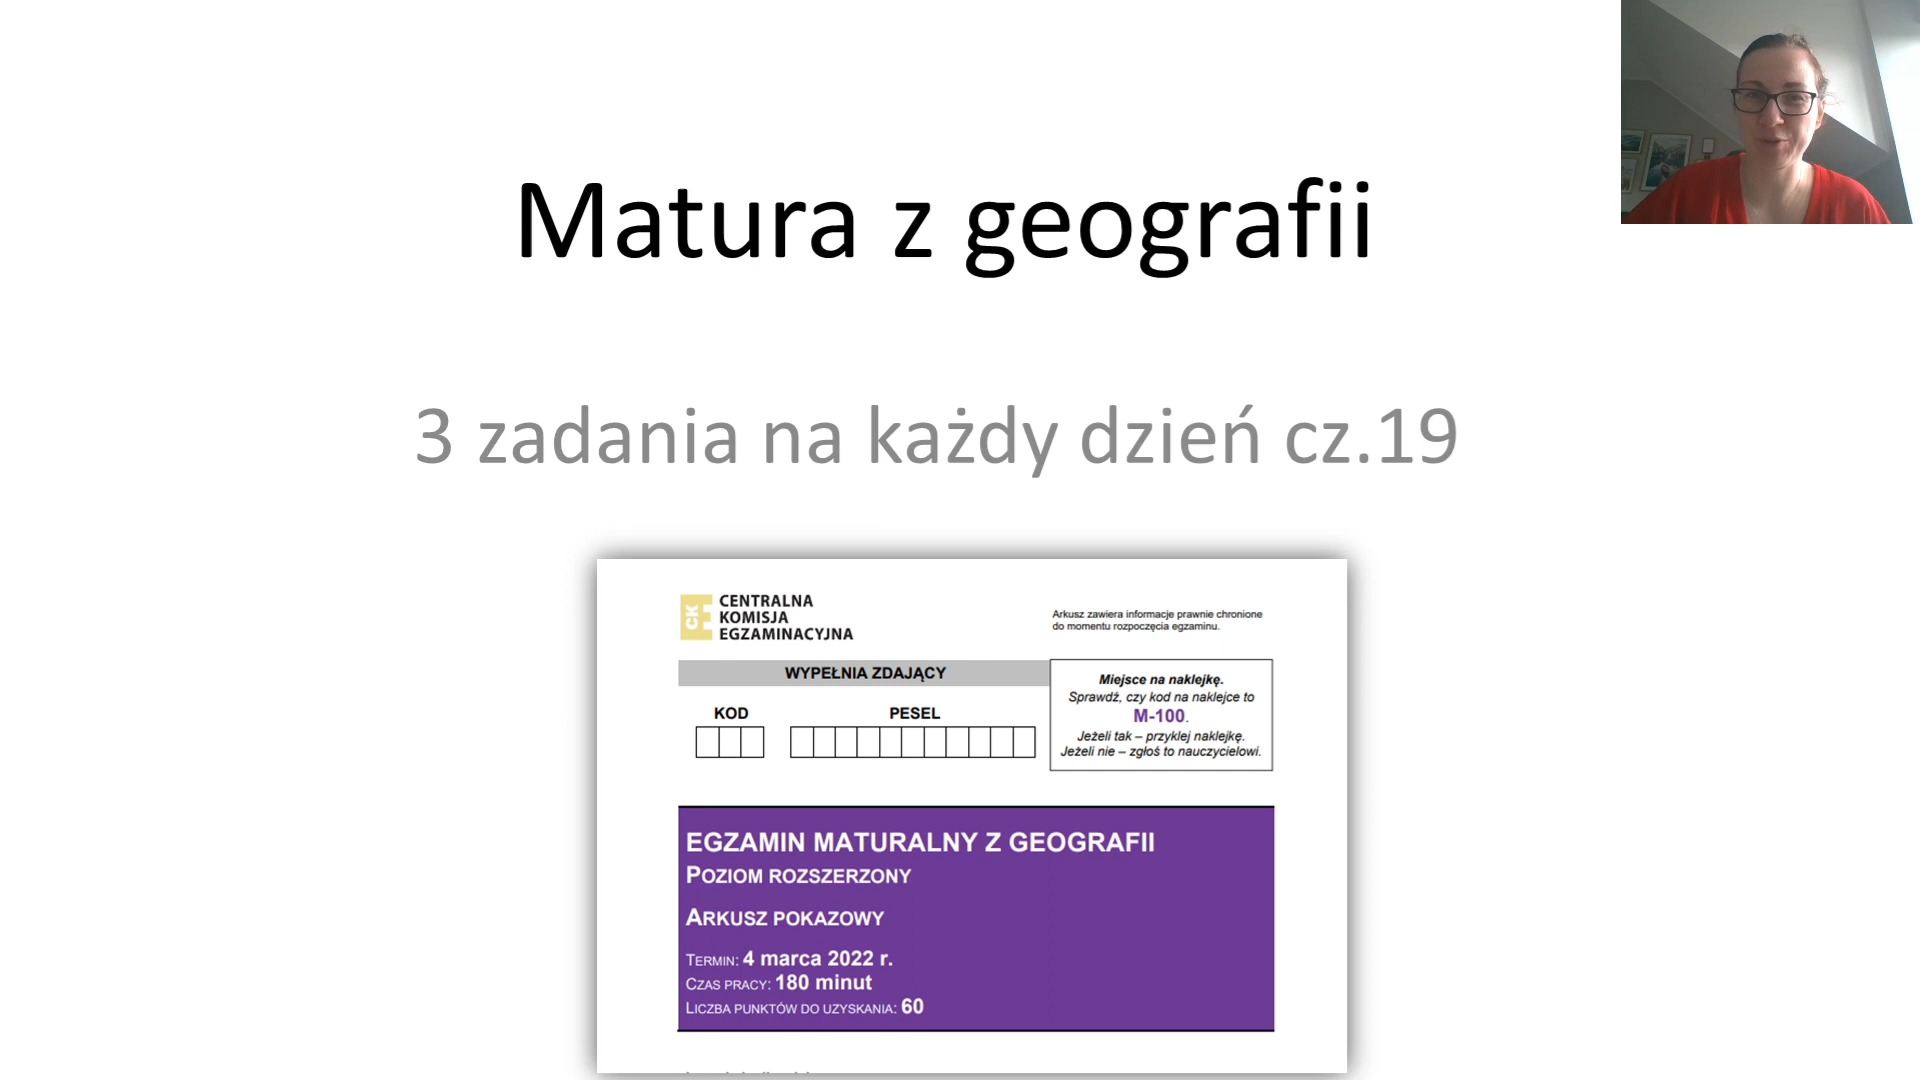 Matura z geografii
3 zadania na każdy dzień cz.19
CENTRALNA
KOMISJA
EGZAMINACYJNA
CKE
Arkusz zawiera informacje prawnie chronione
do momentu rozpoczęcia egzaminu.
WYPEŁNIA ZDAJĄCY
KOD
PESEL
Miejsce na naklejkę.
Sprawdź, czy kod na naklejce to
M-100.
Jeżeli tak – przyklej naklejkę.
Jeżeli nie – zgłoś to nauczycielowi.
EGZAMIN MATURALNY Z GEOGRAFII
POZIOM ROZSZERZONY
ARKUSZ POKAZOWY
TERMIN: 4 marca 2022 r.
CZAS PRACY: 180 minut
LICZBA PUNKTÓW DO UZYSKANIA: 60